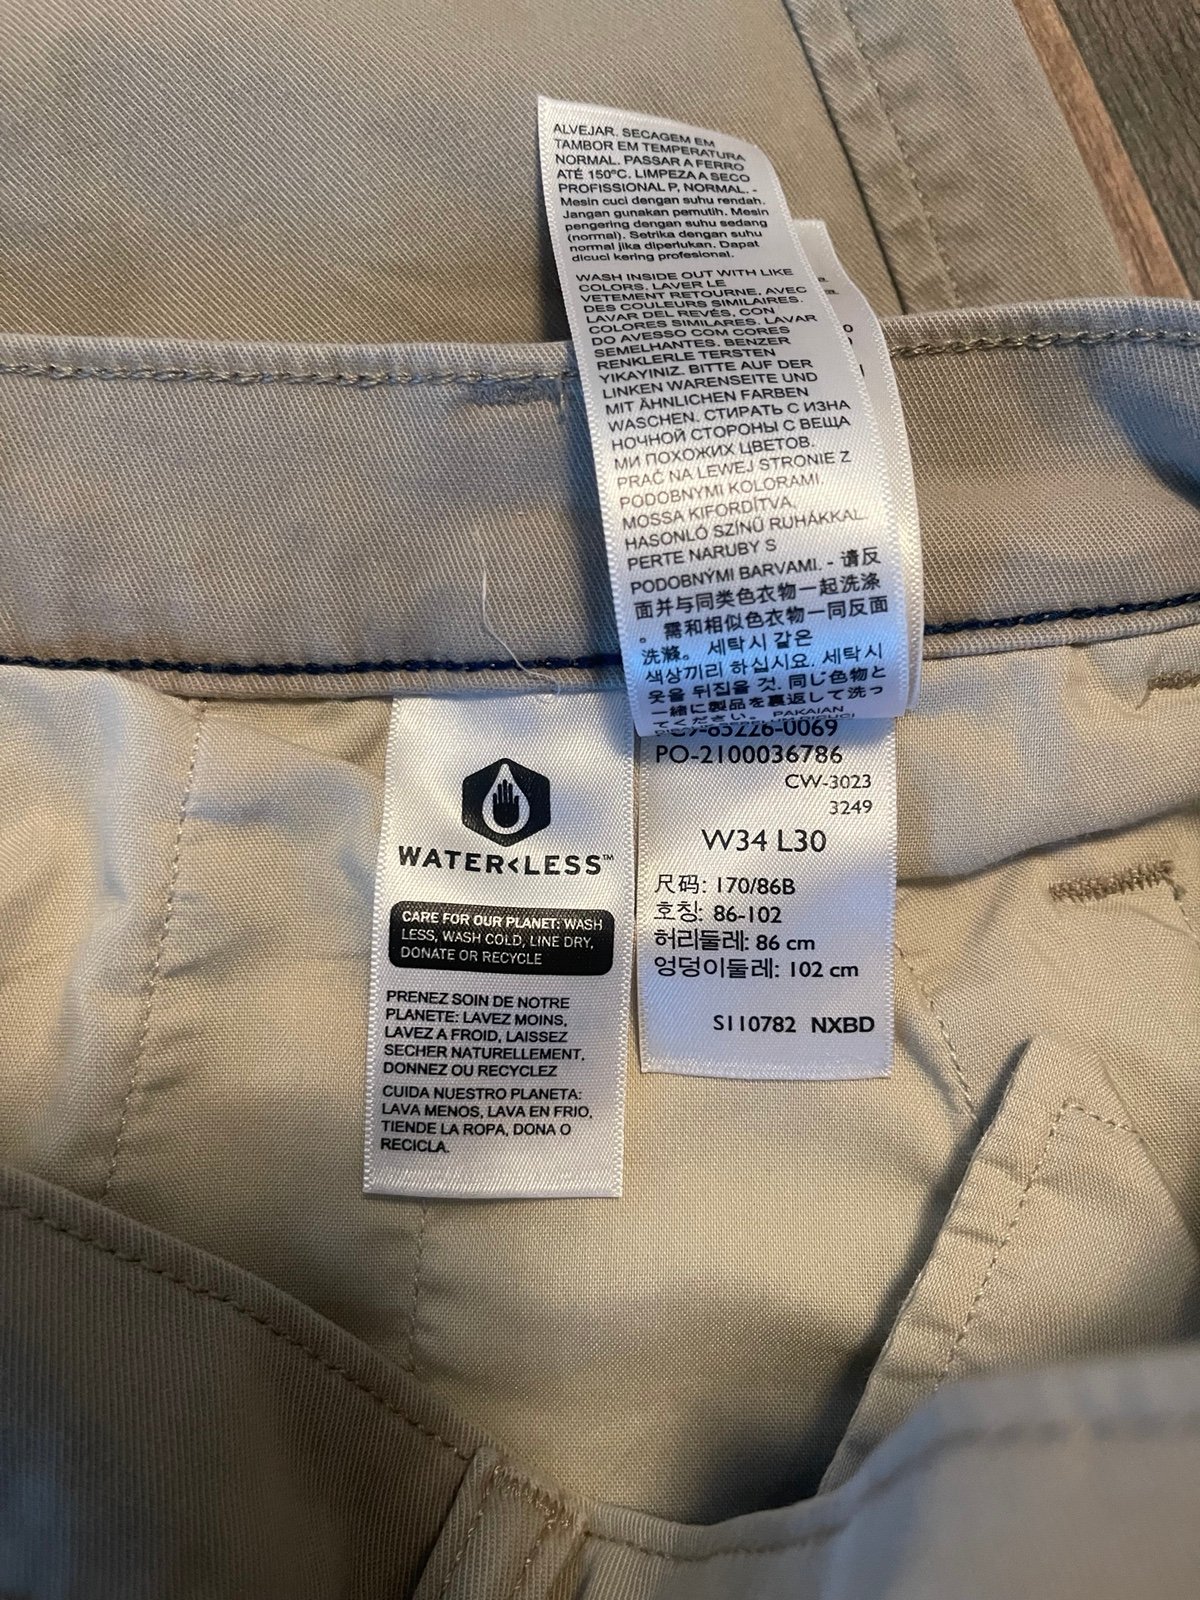 ALVEJAR. SECAGEM EM
TAMBOR EM TEMPERATURA
NORMAL. PASSAR A FERRO
ATÉ 150ºC. LIMPEZA A SECO
PROFISSIONAL P, NORMAL. -
Mesin cuci dengan suhu rendah.
Jangan gunakan pemutih. Mesin
pengering dengan suhu sedang
(normal). Setrika dengan suhu
normal jika diperlukan. Dapat
dicuci kering profesional.
WASH INSIDE OUT WITH LIKE
COLORS. LAVER LE
VETEMENT RETOURNE, AVEC
DES COULEURS SIMILAIRES.
LAVAR DEL REVÉS, CON
COLORES SIMILARES. LAVAR
DO AVESSO COM CORES
SEMELHANTES. BENZER
RENKLERLE TERSTEN
YIKAYINIZ. BITTE AUF DER
LINKEN WARENSEITE UND
MIT ÄHNLICHEN FARBEN
WASCHEN. СТИРАТЬ С ИЗНА
НОЧНОЙ СТОРОНЫ С ВЕЩА
МИ ПОХОЖИХ ЦВЕТОВ.
PRAĆ NA LEWEJ STRONIE Z
PODOBNYMI KOLORAMI.
MOSSA KIFORDÍTVA,
HASONLÓ SZÍNŰ RUHÁKKAL.
PERTE NARUBY S
PODOBNÝMI BARVAMI. - 请反
面并与同类色衣物一起洗涤
。需和相似色衣物一同反面
洗滌。 세탁시 같은
색상끼리 하십시요. 세탁시
옷을 뒤집을 것. 同じ色物と
一緒に製品を裏返して洗っ
てください。 PAKAIAN
PO-2100036786
CW-3023
3249
W34 L30
尺码: 170/86B
호칭: 86-102
허리둘레: 86 cm
엉덩이둘레: 102 cm
S110782 NXBD
WATER<LESS™
CARE FOR OUR PLANET: WASH
LESS, WASH COLD, LINE DRY,
DONATE OR RECYCLE
PRENEZ SOIN DE NOTRE
PLANETE: LAVEZ MOINS,
LAVEZ A FROID, LAISSEZ
SECHER NATURELLEMENT,
DONNEZ OU RECYCLEZ
CUIDA NUESTRO PLANETA:
LAVA MENOS, LAVA EN FRIO,
TIENDE LA ROPA, DONA O
RECICLA.